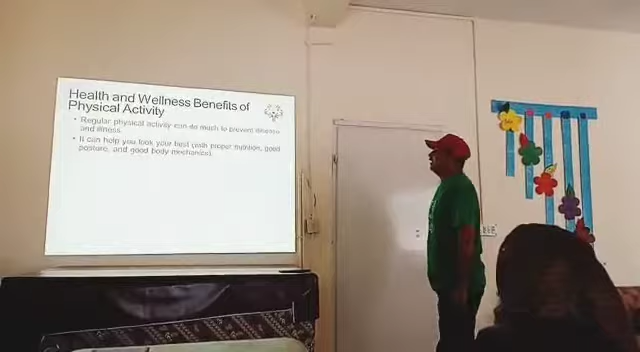 Health and Wellness Benefits of
Physical Activity
• Regular physical activity can do much to prevent disease
and illness.
• It can help you look your best (with proper nutrition, good
posture, and good body mechanics).